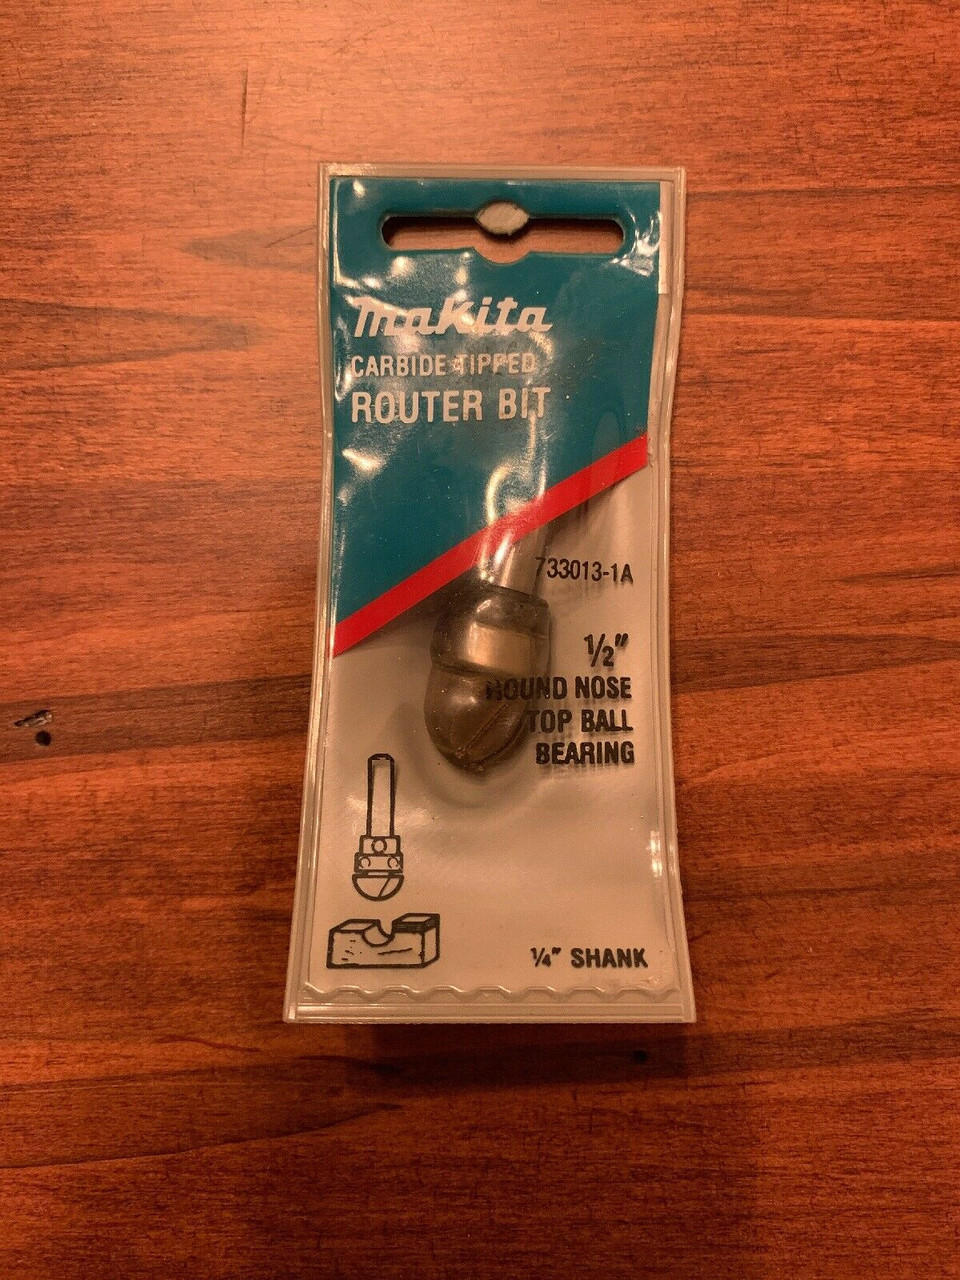 makita
CARBIDE TIPPED
ROUTER BIT
733013-1A
1/2"
ROUND NOSE
TOP BALL
BEARING
1/4" SHANK